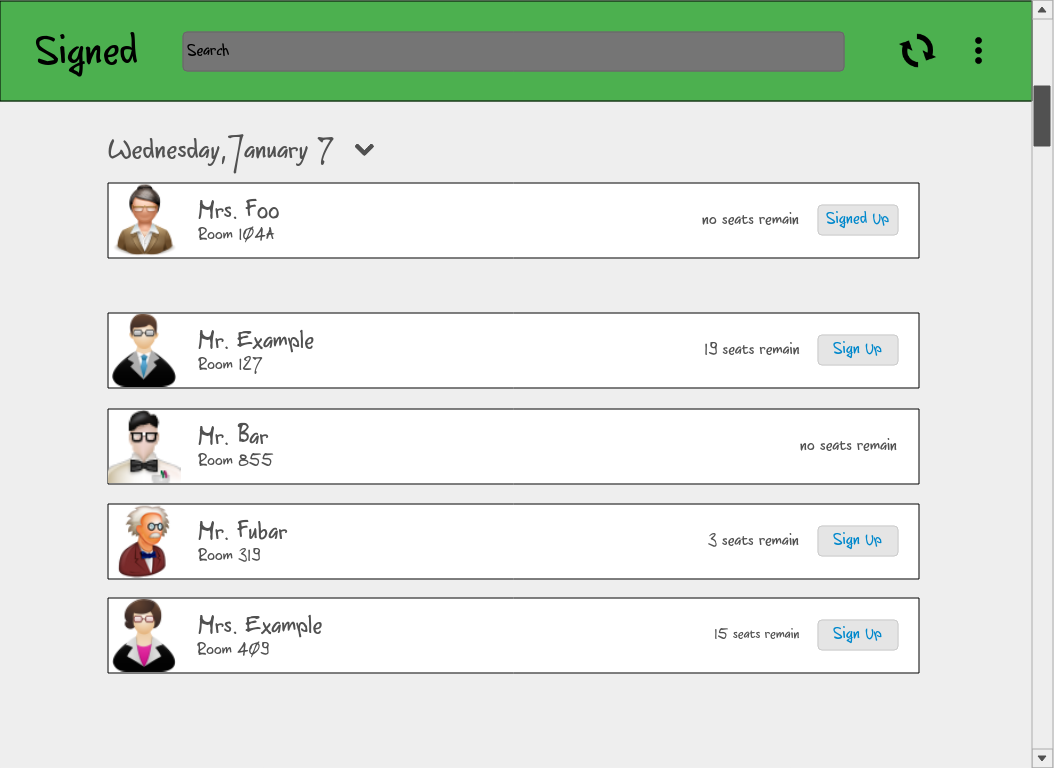 Signed
Search
Wednesday, January 7
Mrs. Foo
Room 104A
no seats remain
Signed Up
Mr. Example
Room 127
19 seats remain
Sign Up
Mr. Bar
Room 855
no seats remain
Mr. Fubar
Room 319
3 seats remain
Sign Up
Mrs. Example
Room 409
15 seats remain
Sign Up